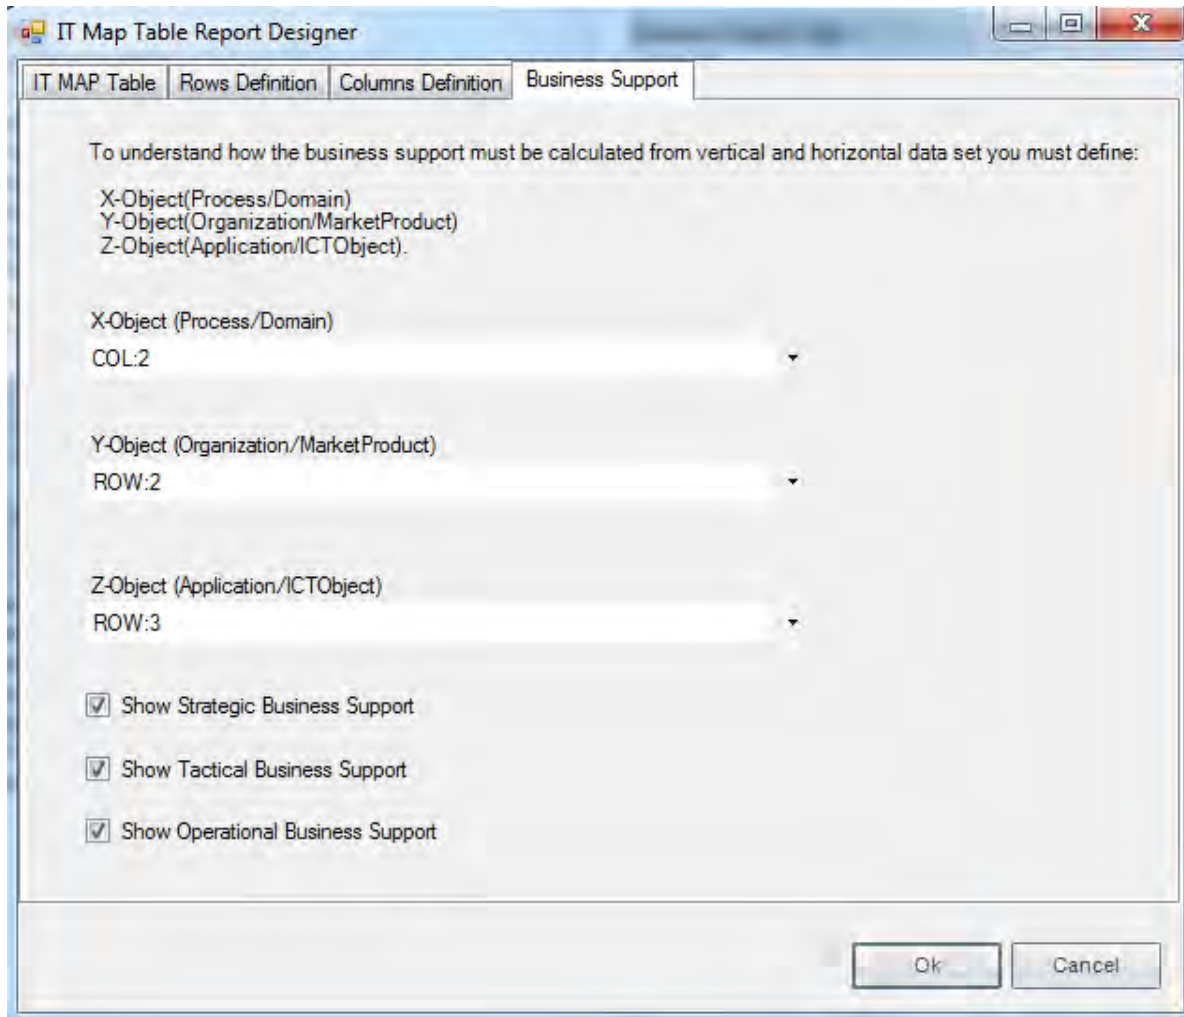 IT Map Table Report Designer
IT MAP Table
Rows Definition
Columns Definition
Business Support
To understand how the business support must be calculated from vertical and horizontal data set you must define:
X-Object(Process/Domain)
Y-Object(Organization/MarketProduct)
Z-Object(Application/ICTObject).
X-Object (Process/Domain)
COL:2
Y-Object (Organization/MarketProduct)
ROW:2
Z-Object (Application/ICTObject)
ROW:3
Show Strategic Business Support
Show Tactical Business Support
Show Operational Business Support
Ok
Cancel